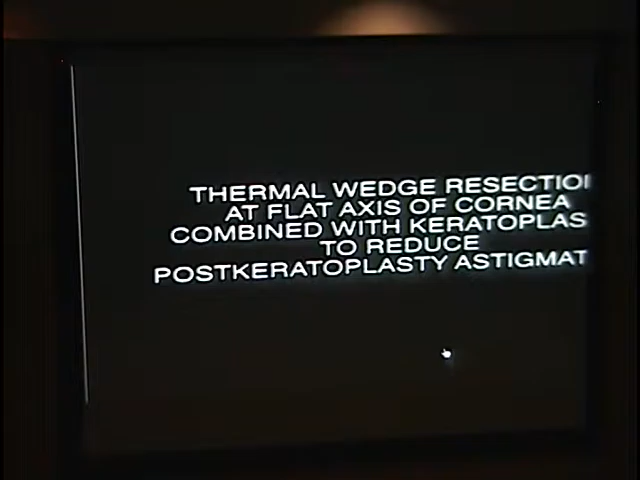 THERMAL WEDGE RESECTIO
AT FLAT AXIS OF CORNEA
COMBINED WITH KERATOPLAS
TO REDUCE
POSTKERATOPLASTY ASTIGMAT